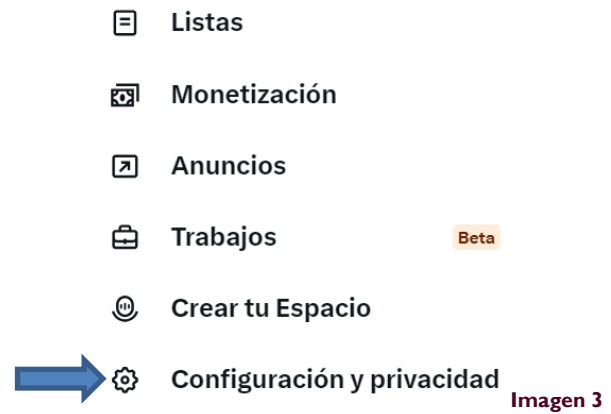 Listas
Monetización
Anuncios
Trabajos Beta
Crear tu Espacio
Configuración y privacidad
Imagen 3